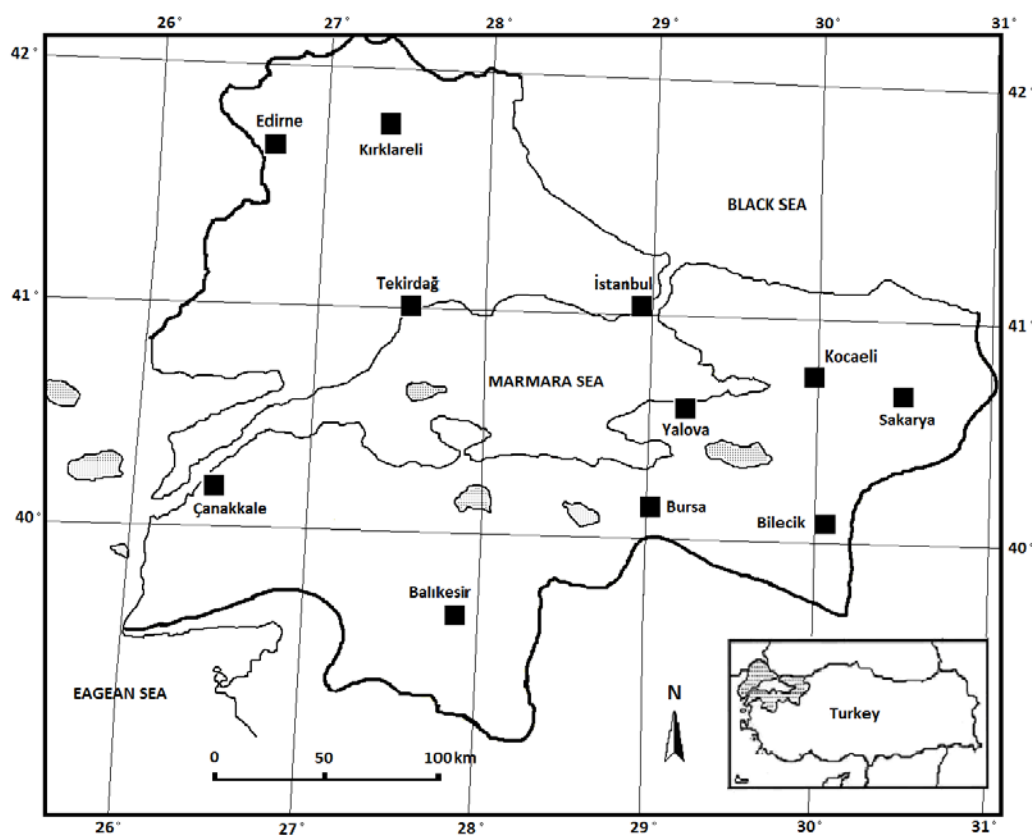 26° 27° 28 29° 30° 31°
42° 42°
Edirne
Kırklareli
BLACK SEA
41° 41°
Tekirdağ İstanbul
Kocaeli
MARMARA SEA
Yalova Sakarya
Çanakkale Bursa
Bilecik
40° 40°
Balıkesir
EAGEAN SEA
N
Turkey
0 50 100 km
26° 27° 28° 29° 30° 31°